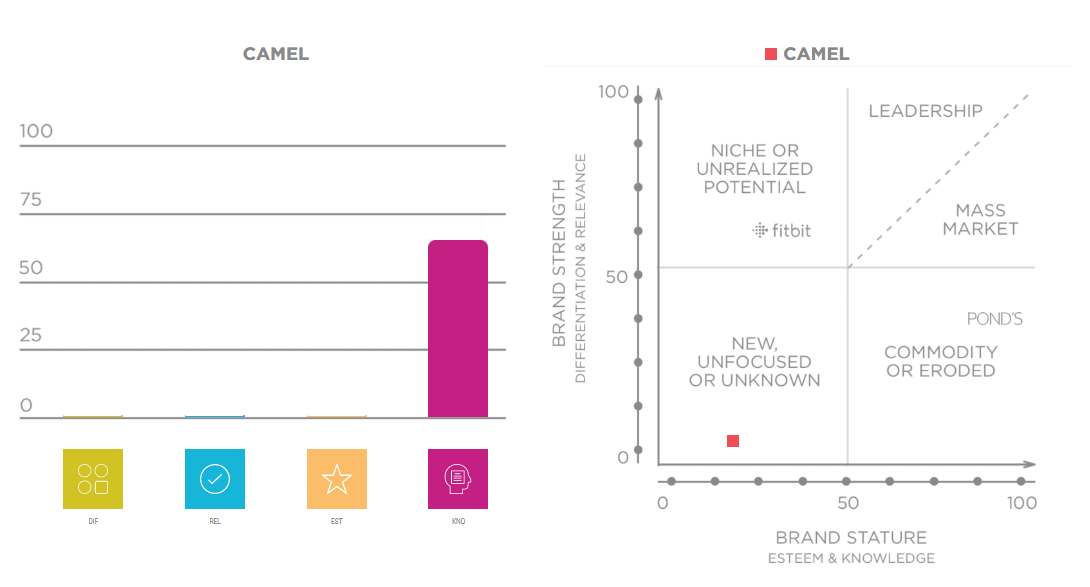 CAMEL
100
75
50
25
0
DIF
REL
EST
KNO
CAMEL
BRAND STRENGTH
DIFFERENTIATION & RELEVANCE
100
50
0
LEADERSHIP
NICHE OR
UNREALIZED
POTENTIAL
fitbit
MASS
MARKET
POND'S
NEW,
UNFOCUSED
OR UNKNOWN
COMMODITY
OR ERODED
0
50
100
BRAND STATURE
ESTEEM & KNOWLEDGE